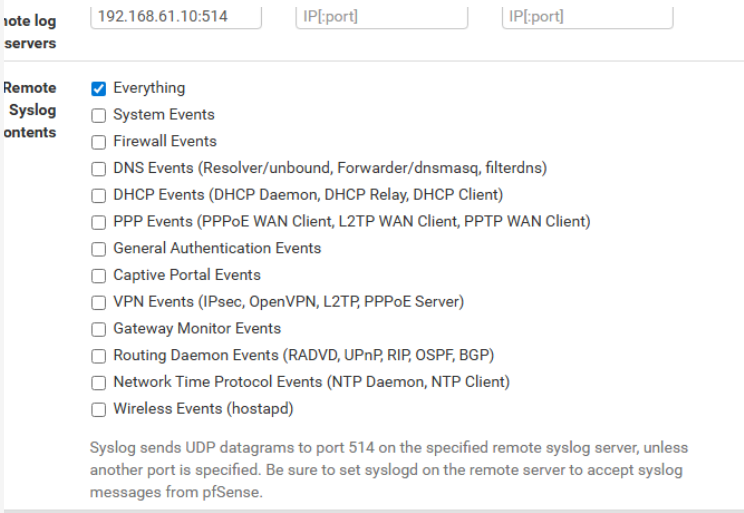 servers
192.168.61.10:514 IP[:port] IP[:port]
Remote
Syslog
Everything
System Events
Firewall Events
DNS Events (Resolver/unbound, Forwarder/dnsmasq, filterdns)
DHCP Events (DHCP Daemon, DHCP Relay, DHCP Client)
PPP Events (PPPoE WAN Client, L2TP WAN Client, PPTP WAN Client)
General Authentication Events
Captive Portal Events
VPN Events (IPsec, OpenVPN, L2TP, PPPoE Server)
Gateway Monitor Events
Routing Daemon Events (RADVD, UPnP, RIP, OSPF, BGP)
Network Time Protocol Events (NTP Daemon, NTP Client)
Wireless Events (hostapd)
Syslog sends UDP datagrams to port 514 on the specified remote syslog server, unless
another port is specified. Be sure to set syslogd on the remote server to accept syslog
messages from pfSense.